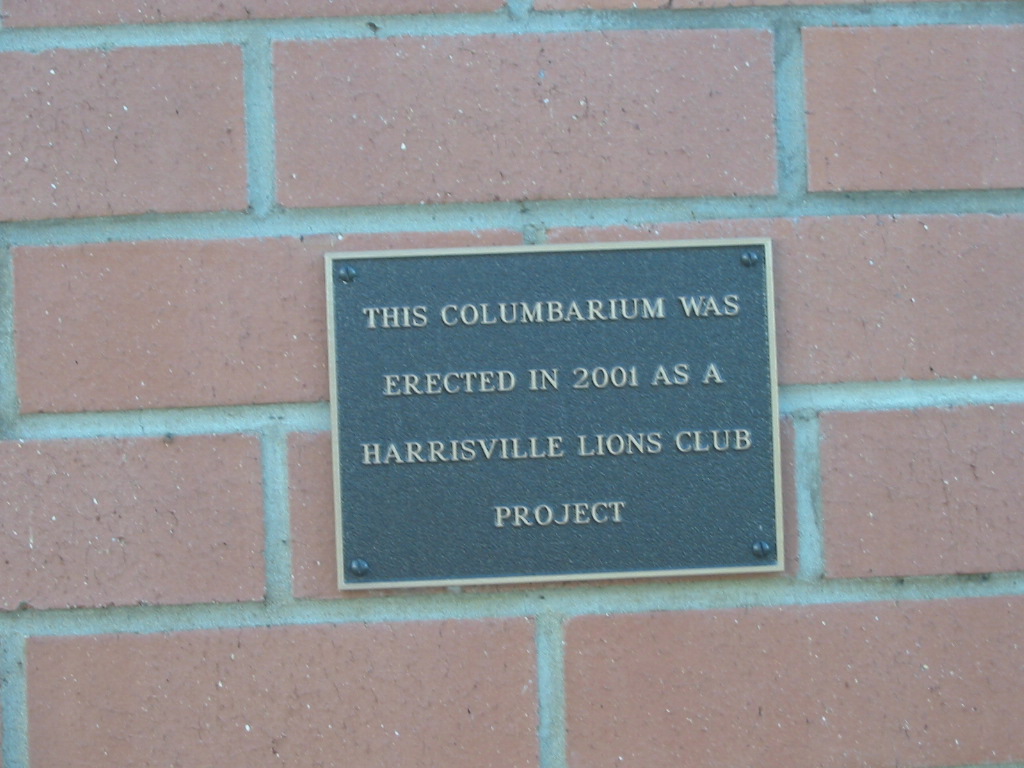 THIS COLUMBARIUM WAS
ERECTED IN 2001 AS A
HARRISVILLE LIONS CLUB
PROJECT